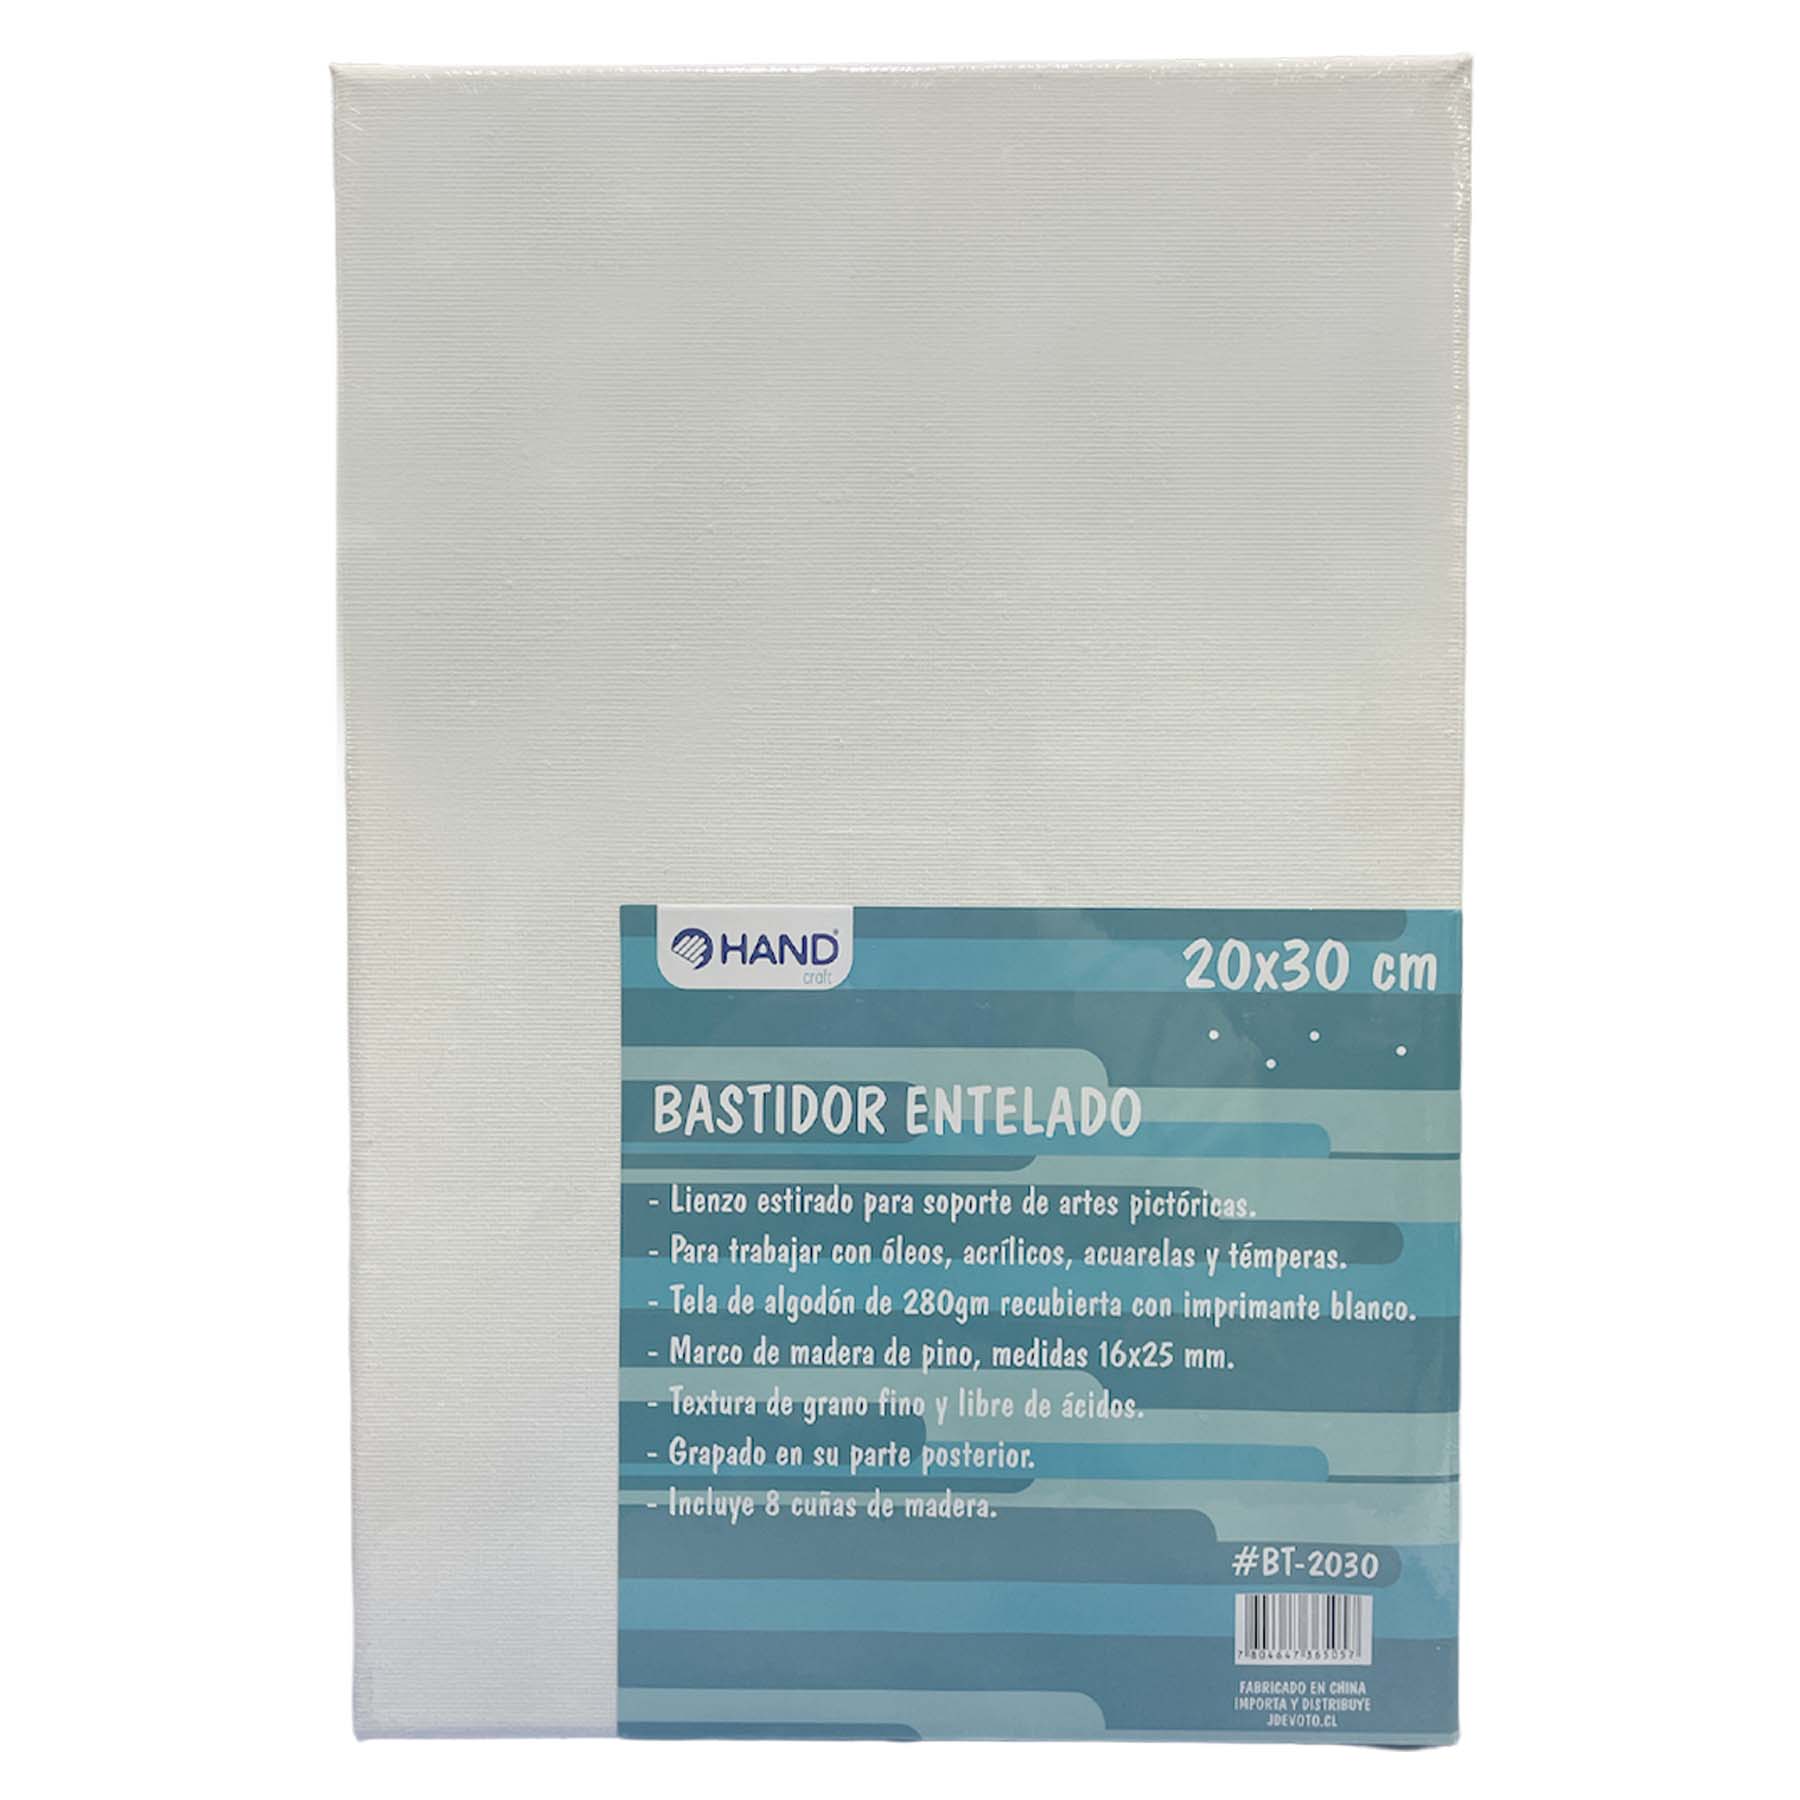 HAND®
craft
20x30 cm
BASTIDOR ENTELADO
- Lienzo estirado para soporte de artes pictóricas.
- Para trabajar con óleos, acrílicos, acuarelas y témperas.
- Tela de algodón de 280gm recubierta con imprimante blanco.
- Marco de madera de pino, medidas 16x25 mm.
- Textura de grano fino y libre de ácidos.
- Grapado en su parte posterior.
- Incluye 8 cuñas de madera.
#BT-2030
7 804647 365057
FABRICADO EN CHINA
IMPORTA Y DISTRIBUYE
JDEVOTO.CL